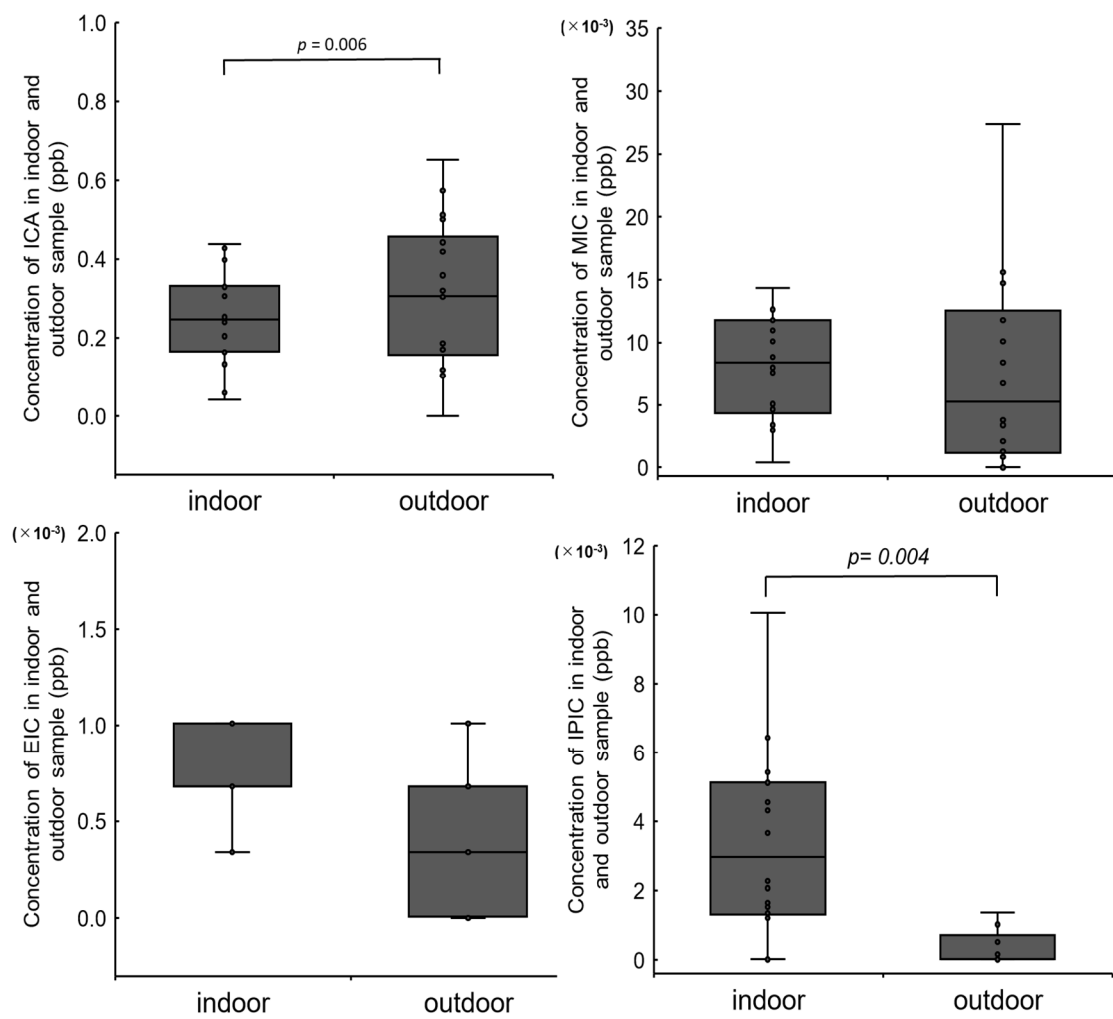 Concentration of ICA in indoor and
outdoor sample (ppb)
1.0
0.8
0.6
0.4
0.2
0.0
p = 0.006
indoor
outdoor
(×10-3)
Concentration of MIC in indoor and
outdoor sample (ppb)
35
30
25
20
15
10
5
0
indoor
outdoor
(×10-3)
Concentration of EIC in indoor and
outdoor sample (ppb)
2.0
1.5
1.0
0.5
0.0
indoor
outdoor
(×10-3)
Concentration of IPIC in indoor
and outdoor sample (ppb)
12
10
8
6
4
2
0
p= 0.004
indoor
outdoor